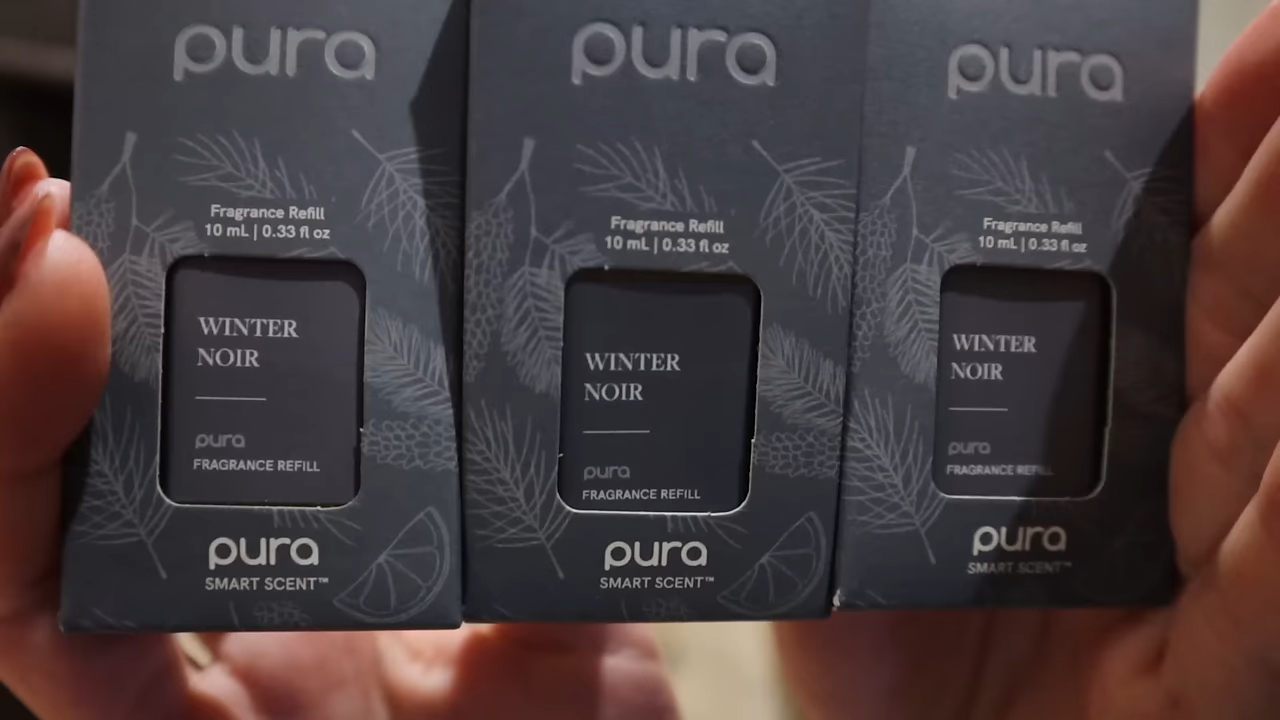 pura
Fragrance Refill
10 mL | 0.33 fl oz
WINTER
NOIR
pura
FRAGRANCE REFILL
pura
SMART SCENT™
pura
Fragrance Refill
10 mL | 0.33 fl oz
WINTER
NOIR
pura
FRAGRANCE REFILL
pura
SMART SCENT™
pura
Fragrance Refill
10 mL | 0.33 fl oz
WINTER
NOIR
pura
FRAGRANCE REFILL
pura
SMART SCENT™